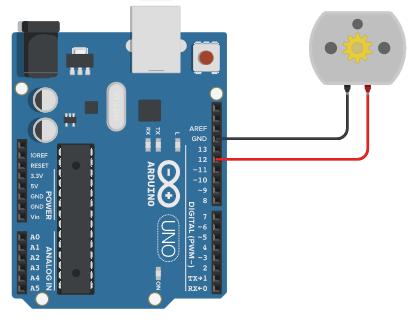 AREF
GND
13
12
~11
~10
~9
8
7
~6
~5
4
~3
2
TX→1
RX←0
DIGITAL (PWM~)
IOREF
RESET
3.3V
5V
GND
GND
Vin
POWER
A0
A1
A2
A3
A4
A5
ANALOG IN
RX
TX
L
ARDUINO
UNO
ON